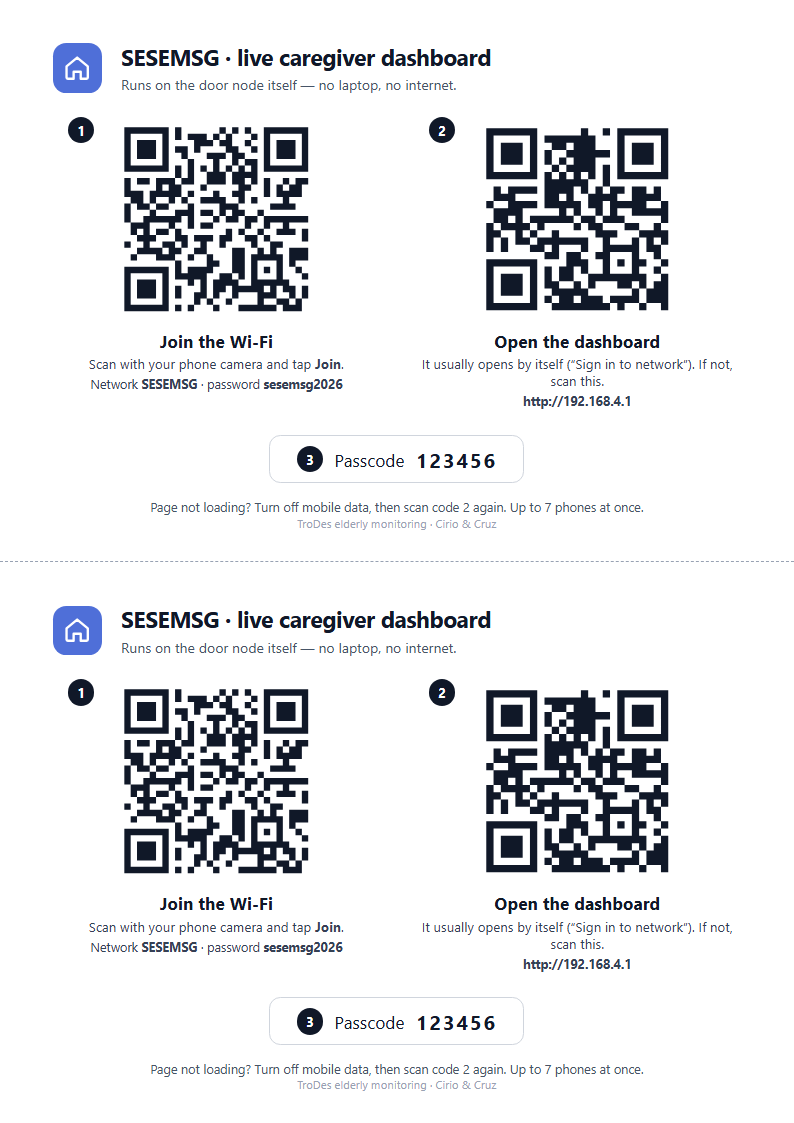 SESEMSG · live caregiver dashboard
Runs on the door node itself — no laptop, no internet.
1
2
Join the Wi-Fi
Scan with your phone camera and tap Join.
Network SESEMSG · password sesemsg2026
Open the dashboard
It usually opens by itself (“Sign in to network”). If not,
scan this.
http://192.168.4.1
3 Passcode 123456
Page not loading? Turn off mobile data, then scan code 2 again. Up to 7 phones at once.
TroDes elderly monitoring · Cirio & Cruz
SESEMSG · live caregiver dashboard
Runs on the door node itself — no laptop, no internet.
1
2
Join the Wi-Fi
Scan with your phone camera and tap Join.
Network SESEMSG · password sesemsg2026
Open the dashboard
It usually opens by itself (“Sign in to network”). If not,
scan this.
http://192.168.4.1
3 Passcode 123456
Page not loading? Turn off mobile data, then scan code 2 again. Up to 7 phones at once.
TroDes elderly monitoring · Cirio & Cruz